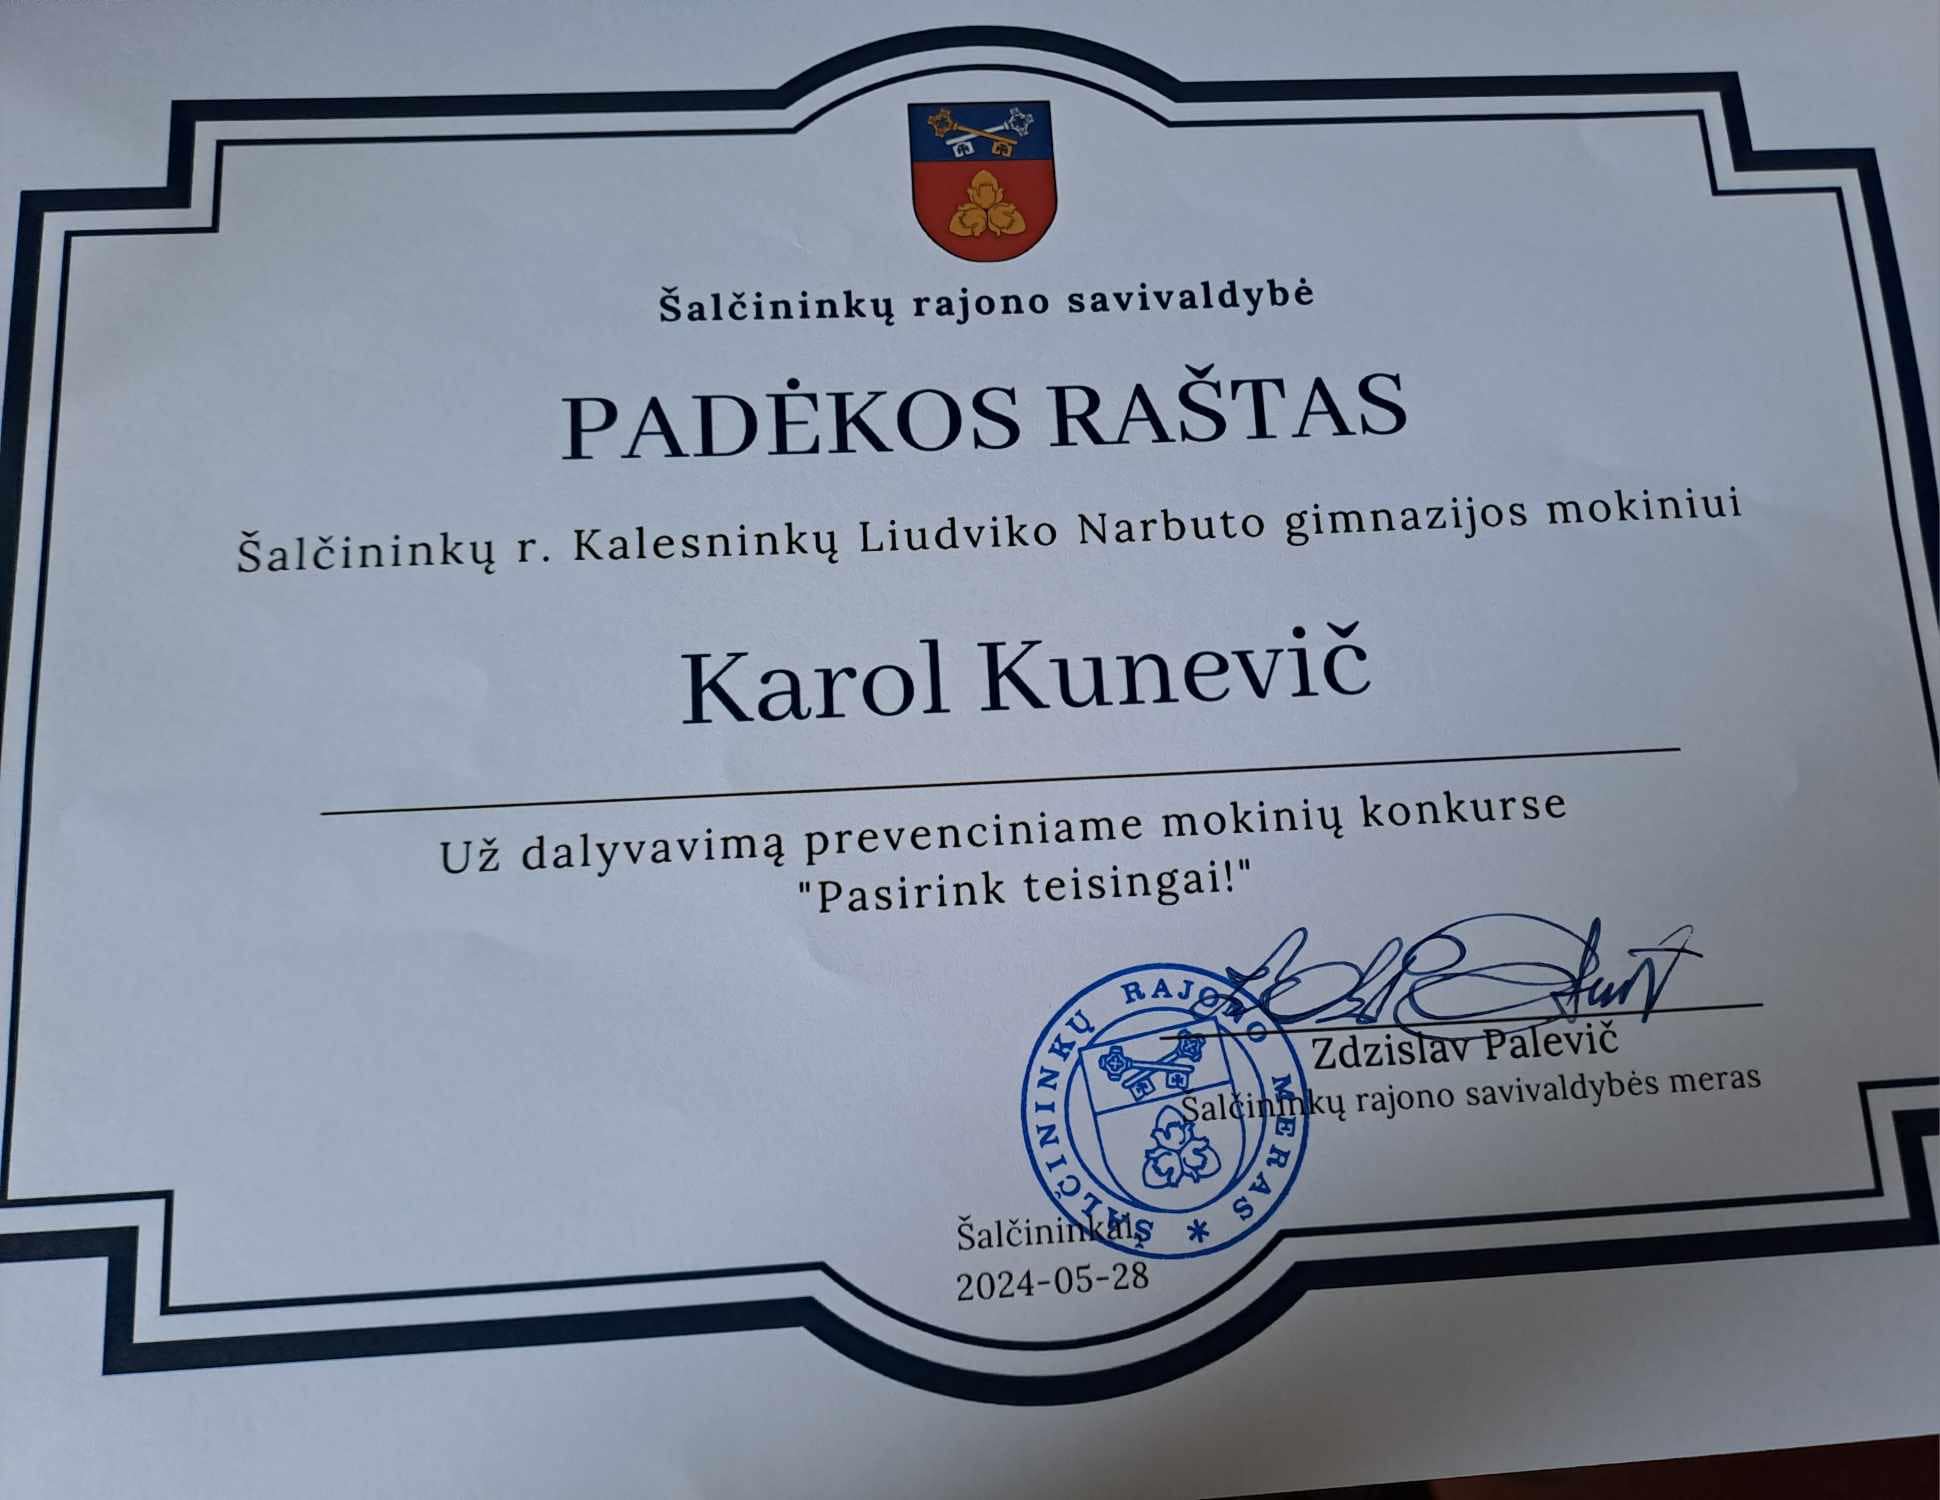 Šalčininkų rajono savivaldybė
PADĖKOS RAŠTAS
Šalčininkų r. Kalesninkų Liudviko Narbuto gimnazijos mokiniui
Karol Kunevič
Už dalyvavimą prevenciniame mokinių konkurse
"Pasirink teisingai!"
Zdzislav Palevič
Šalčininkų rajono savivaldybės meras
ŠALČININKŲ RAJONO MERAS *
Šalčininkai
2024-05-28